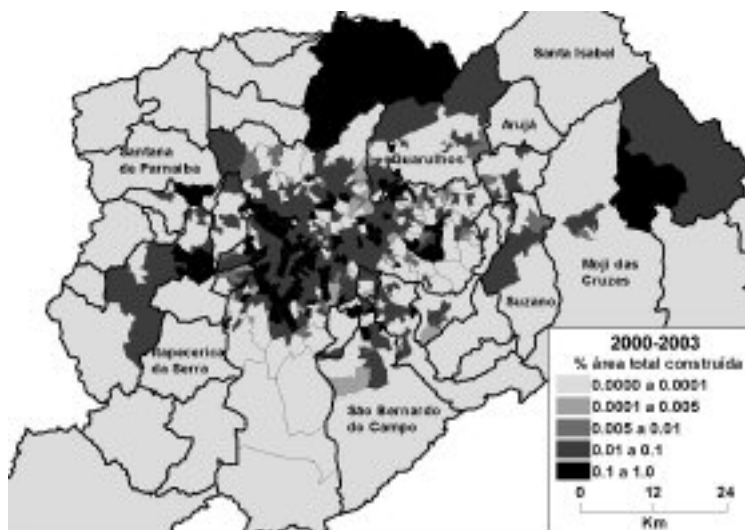 Santa Isabel
Arujá
Guarulhos
Santana
de Parnaíba
Moji das
Cruzes
Suzano
Itapecerica
da Serra
São Bernardo
do Campo
2000-2003
% área total construída
0.0000 a 0.0001
0.0001 a 0.005
0.005 a 0.01
0.01 a 0.1
0.1 a 1.0
0 12 24
Km